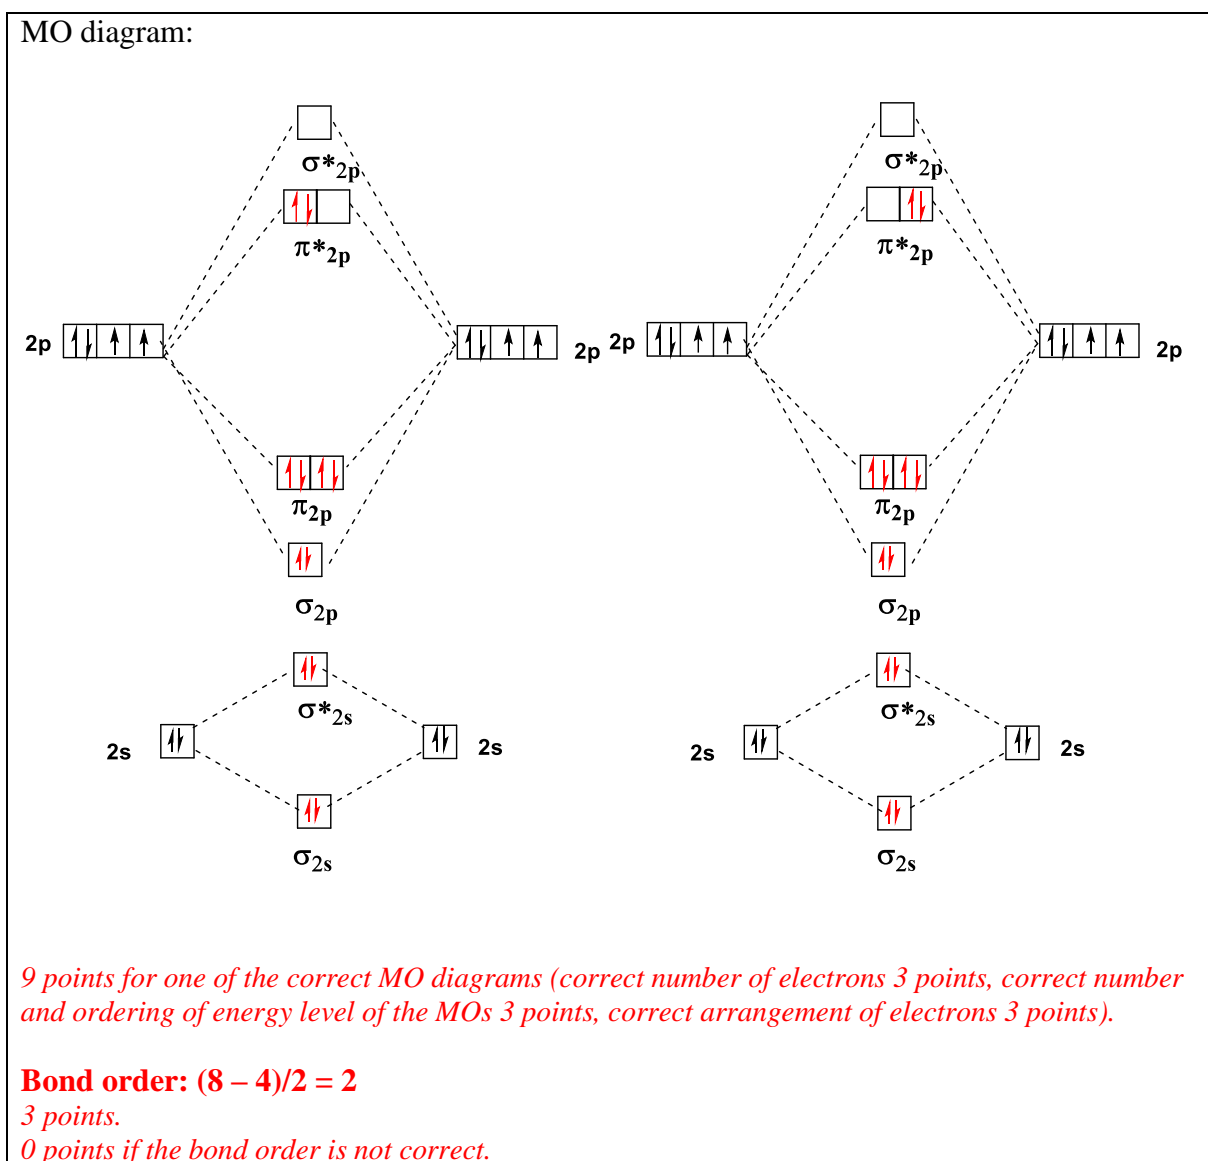 MO diagram:
σ*2p σ*2p
π*2p π*2p
2p 2p 2p 2p
π2p π2p
σ2p σ2p
σ*2s σ*2s
2s 2s 2s 2s
σ2s σ2s
9 points for one of the correct MO diagrams (correct number of electrons 3 points, correct number
and ordering of energy level of the MOs 3 points, correct arrangement of electrons 3 points).
Bond order: (8 – 4)/2 = 2
3 points.
0 points if the bond order is not correct.